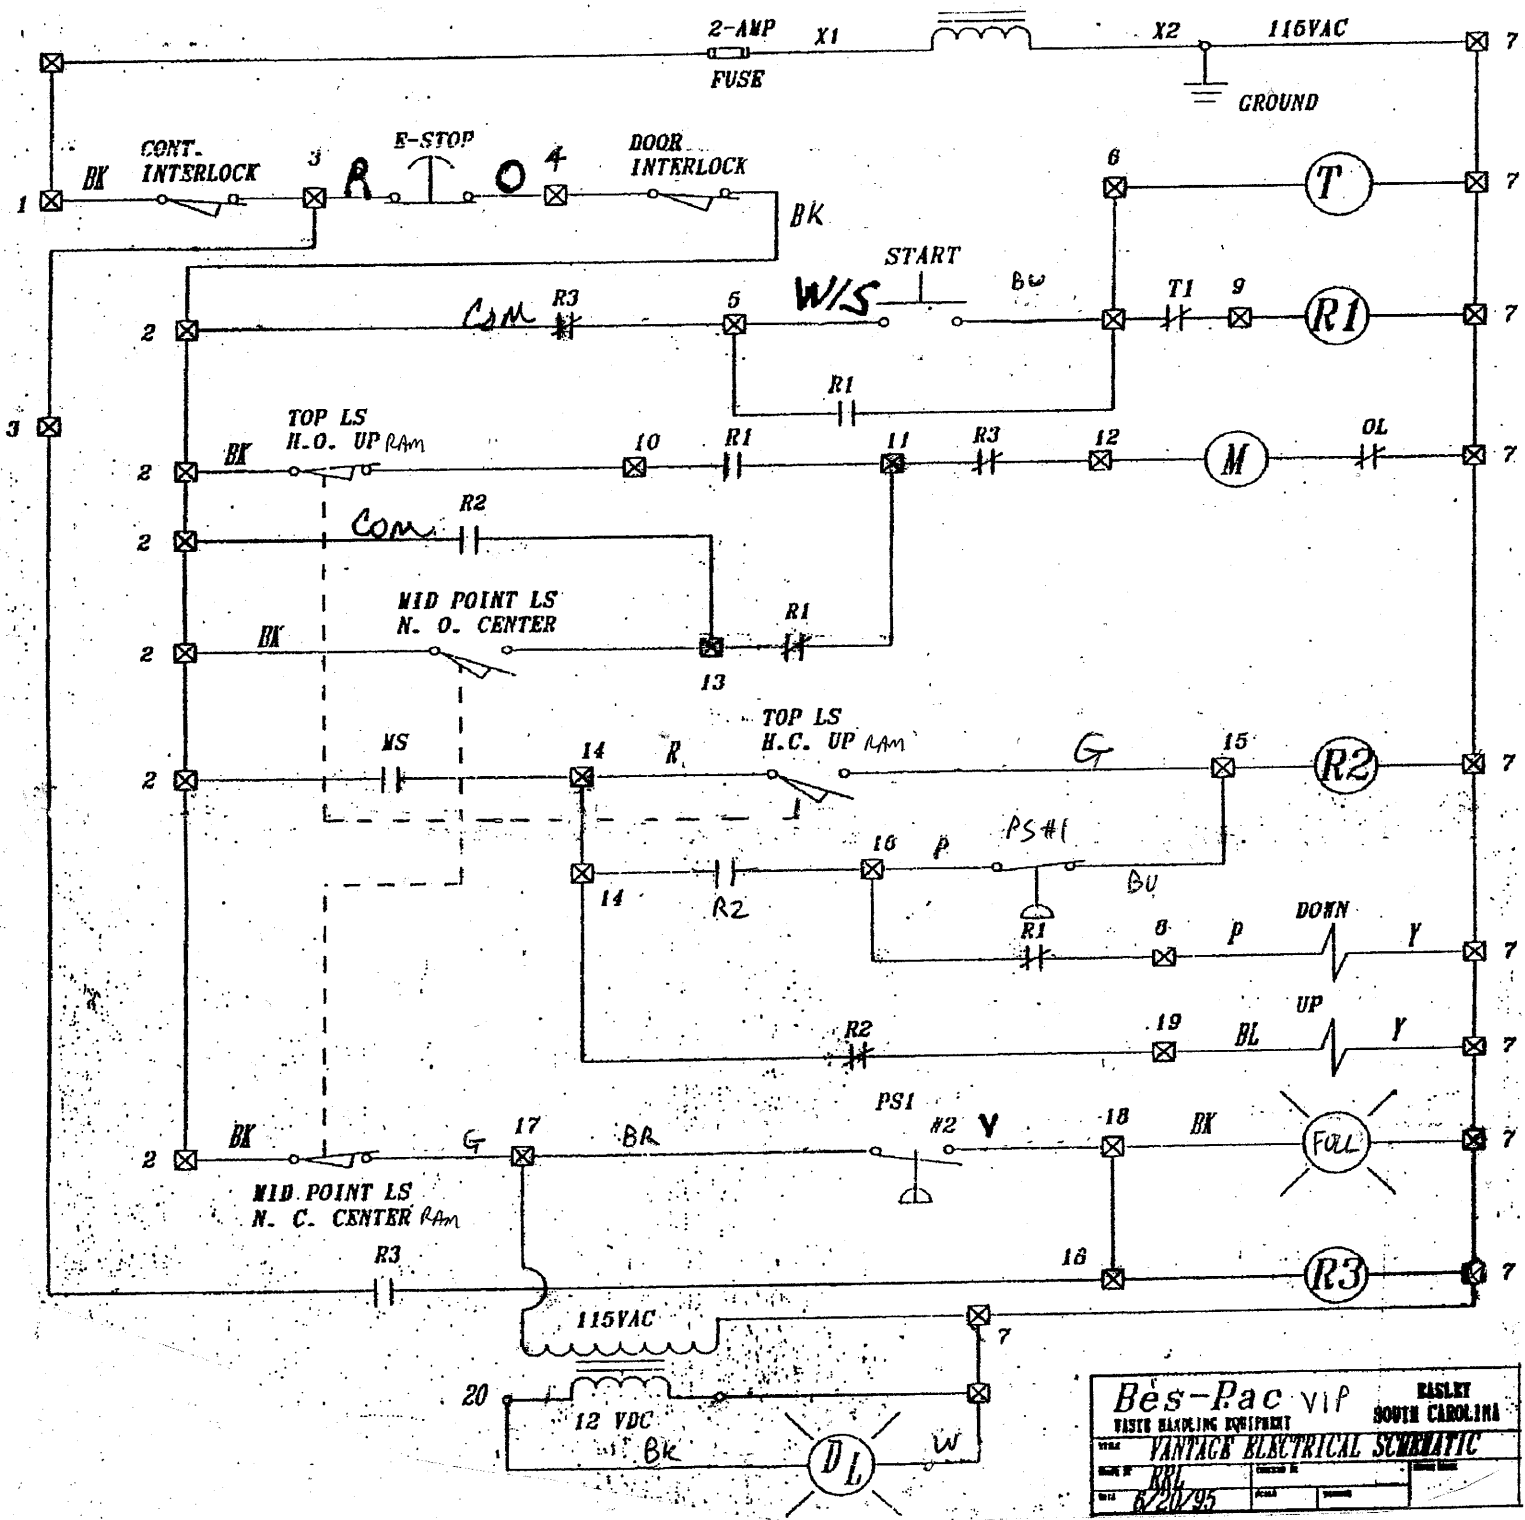 2-AMP X1 X2 115VAC 7
FUSE
GROUND
CONT. INTERLOCK
3 R E-STOP O 4
DOOR INTERLOCK
6 T 7
1 BK
BK
START
2 COM R3 5 W/S BU T1 9 R1 7
R1
3
TOP LS
H.O. UP RAM
2 BK 10 R1 11 R3 12 M OL 7
2 COM R2
MID POINT LS
N. O. CENTER
2 BK R1
13
TOP LS
H.C. UP RAM
2 MS 14 R G 15 R2 7
PS#1
14 R2 16 P BU
DOWN
R1 8 P Y 7
UP
R2 19 BL Y 7
PS1
2 BK G 17 BR #2 V 18 BK FULL 7
MID POINT LS
N. C. CENTER RAM
R3 18 R3 7
115VAC
7
20
12 VDC
BK DL W
Bes-Pac VIP EASLEY
WASTE HANDLING EQUIPMENT SOUTH CAROLINA
VANTAGE ELECTRICAL SCHEMATIC
RRL
6/20/95